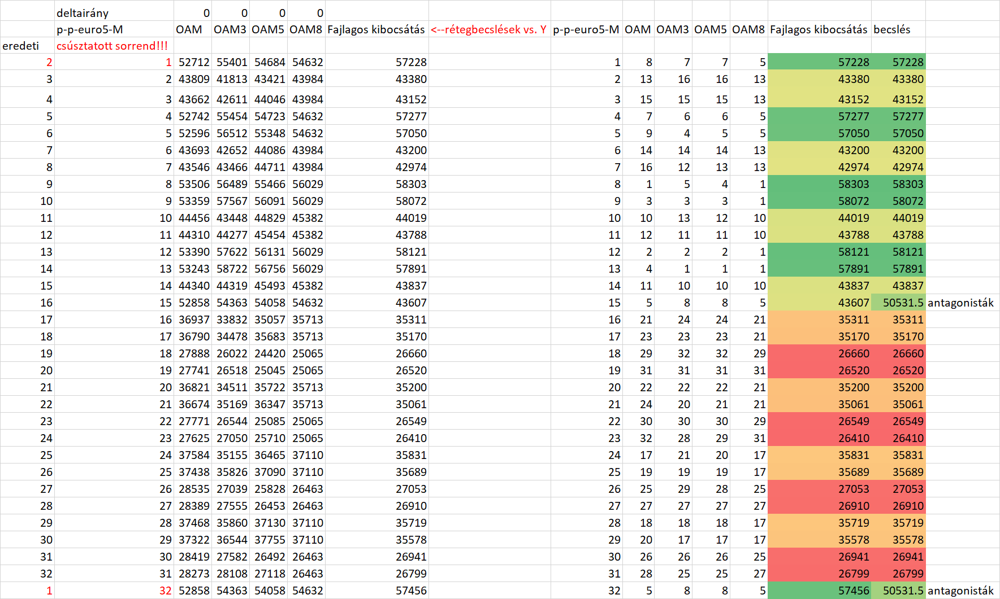 deltairány 0 0 0 0
p-p-euro5-M OAM OAM3 OAM5 OAM8 Fajlagos kibocsátás <--rétegbecslések vs. Y p-p-euro5-M OAM OAM3 OAM5 OAM8 Fajlagos kibocsátás becslés
eredeti csúsztatott sorrend!!!
2 1 52712 55401 54684 54632 57228 1 8 7 7 5 57228 57228
3 2 43809 41813 43421 43984 43380 2 13 16 16 13 43380 43380
4 3 43662 42611 44046 43984 43152 3 15 15 15 13 43152 43152
5 4 52742 55454 54723 54632 57277 4 7 6 6 5 57277 57277
6 5 52596 56512 55348 54632 57050 5 9 4 5 5 57050 57050
7 6 43693 42652 44086 43984 43200 6 14 14 14 13 43200 43200
8 7 43546 43466 44711 43984 42974 7 16 12 13 13 42974 42974
9 8 53506 56489 55466 56029 58303 8 1 5 4 1 58303 58303
10 9 53359 57567 56091 56029 58072 9 3 3 3 1 58072 58072
11 10 44456 43448 44829 45382 44019 10 10 13 12 10 44019 44019
12 11 44310 44277 45454 45382 43788 11 12 11 11 10 43788 43788
13 12 53390 57622 56131 56029 58121 12 2 2 2 1 58121 58121
14 13 53243 58722 56756 56029 57891 13 4 1 1 1 57891 57891
15 14 44340 44319 45493 45382 43837 14 11 10 10 10 43837 43837
16 15 52858 54363 54058 54632 43607 15 5 8 8 5 43607 50531.5 antagonisták
17 16 36937 33832 35057 35713 35311 16 21 24 24 21 35311 35311
18 17 36790 34478 35683 35713 35170 17 23 23 23 21 35170 35170
19 18 27888 26022 24420 25065 26660 18 29 32 32 29 26660 26660
20 19 27741 26518 25045 25065 26520 19 31 31 31 31 26520 26520
21 20 36821 34511 35722 35713 35200 20 22 22 22 21 35200 35200
22 21 36674 35169 36347 35713 35061 21 24 20 21 21 35061 35061
23 22 27771 26544 25085 25065 26549 22 30 30 30 29 26549 26549
24 23 27625 27050 25710 25065 26410 23 32 28 29 31 26410 26410
25 24 37584 35155 36465 37110 35831 24 17 21 20 17 35831 35831
26 25 37438 35826 37090 37110 35689 25 19 19 19 17 35689 35689
27 26 28535 27039 25828 26463 27053 26 25 29 28 25 27053 27053
28 27 28389 27555 26453 26463 26910 27 27 27 27 27 26910 26910
29 28 37468 35860 37130 37110 35719 28 18 18 18 17 35719 35719
30 29 37322 36544 37755 37110 35578 29 20 17 17 17 35578 35578
31 30 28419 27582 26492 26463 26941 30 26 26 26 25 26941 26941
32 31 28273 28108 27118 26463 26799 31 28 25 25 27 26799 26799
1 32 52858 54363 54058 54632 57456 32 5 8 8 5 57456 50531.5 antagonisták